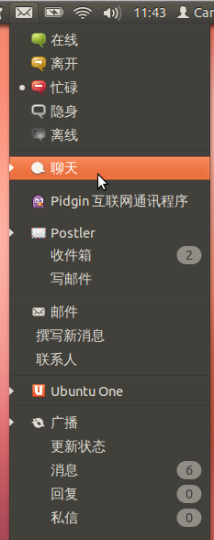 11:43 Car
在线
离开
忙碌
隐身
离线
聊天
Pidgin 互联网通讯程序
Postler
收件箱 2
写邮件
邮件
撰写新消息
联系人
Ubuntu One
广播
更新状态
消息 6
回复 0
私信 0